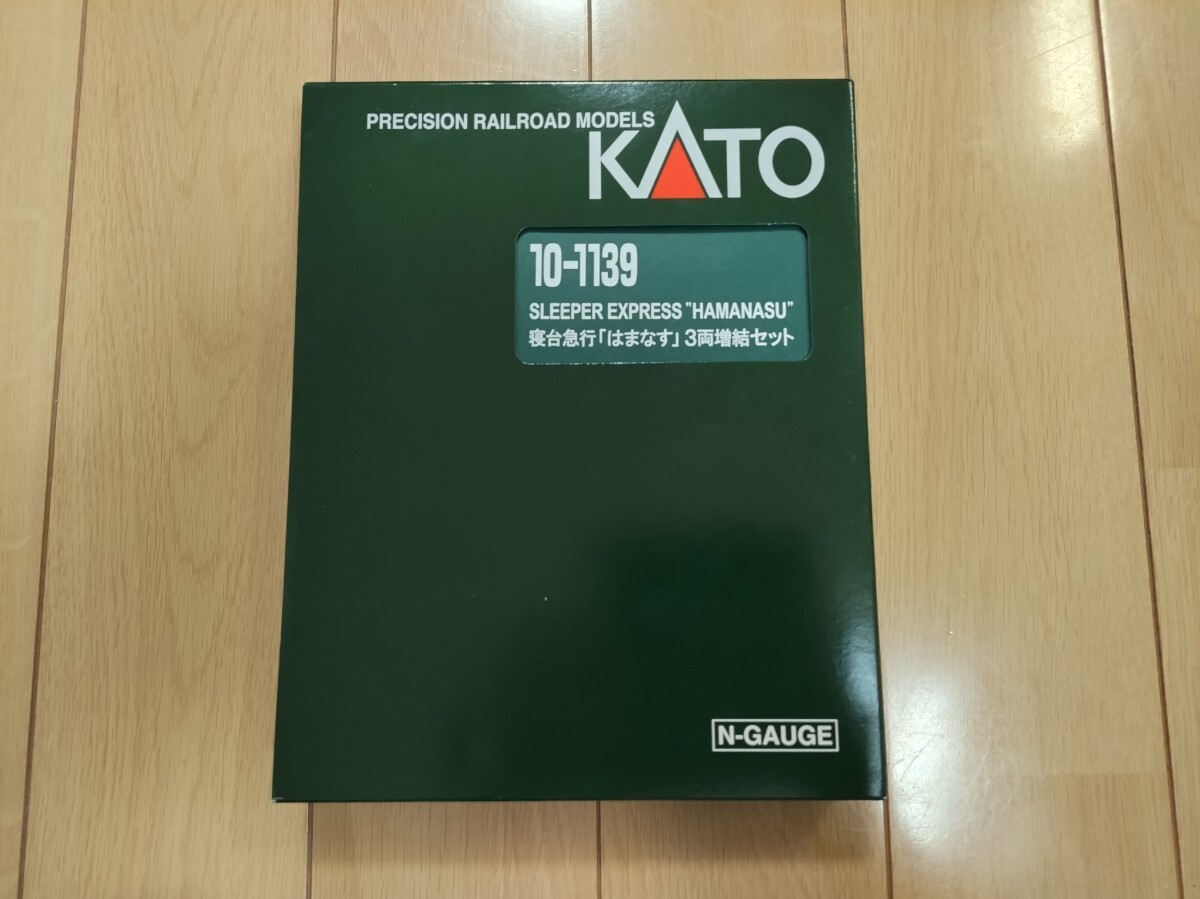 PRECISION RAILROAD MODELS
KATO
10-1139
SLEEPER EXPRESS "HAMANASU"
寝台急行「はまなす」3両増結セット
N-GAUGE